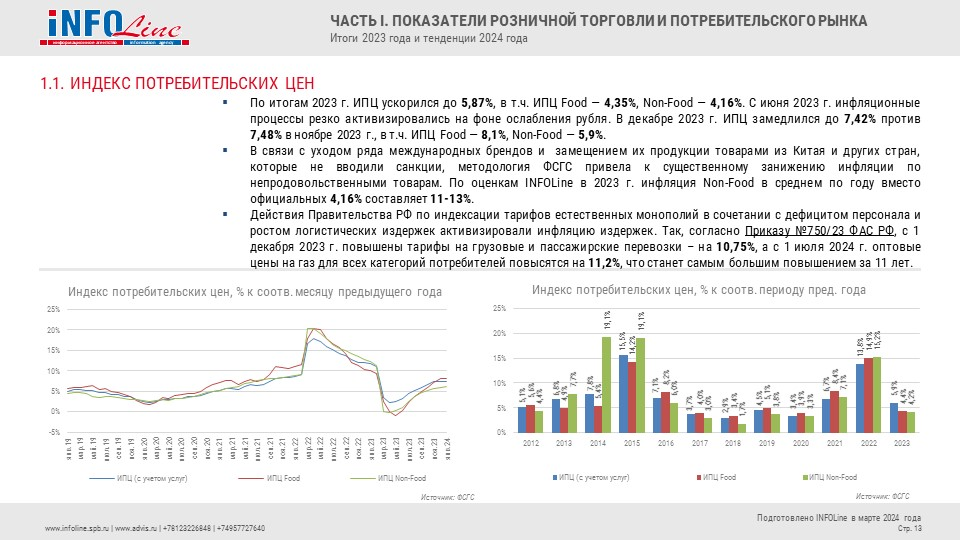 INFO Line
информационное агентство information agency
ЧАСТЬ I. ПОКАЗАТЕЛИ РОЗНИЧНОЙ ТОРГОВЛИ И ПОТРЕБИТЕЛЬСКОГО РЫНКА
Итоги 2023 года и тенденции 2024 года
1.1. ИНДЕКС ПОТРЕБИТЕЛЬСКИХ ЦЕН
▪ По итогам 2023 г. ИПЦ ускорился до 5,87%, в т.ч. ИПЦ Food — 4,35%, Non-Food — 4,16%. С июня 2023 г. инфляционные
процессы резко активизировались на фоне ослабления рубля. В декабре 2023 г. ИПЦ замедлился до 7,42% против
7,48% в ноябре 2023 г., в т.ч. ИПЦ Food — 8,1%, Non-Food — 5,9%.
▪ В связи с уходом ряда международных брендов и замещением их продукции товарами из Китая и других стран,
которые не вводили санкции, методология ФСГС привела к существенному занижению инфляции по
непродовольственными товарам. По оценкам INFOLine в 2023 г. инфляция Non-Food в среднем по году вместо
официальных 4,16% составляет 11-13%.
▪ Действия Правительства РФ по индексации тарифов естественных монополий в сочетании с дефицитом персонала и
ростом логистических издержек активизировали инфляцию издержек. Так, согласно Приказу №750/23 ФАС РФ, с 1
декабря 2023 г. повышены тарифы на грузовые и пассажирские перевозки – на 10,75%, а с 1 июля 2024 г. оптовые
цены на газ для всех категорий потребителей повысятся на 11,2%, что станет самым большим повышением за 11 лет.
Индекс потребительских цен, % к соотв. месяцу предыдущего года
25%
20%
15%
10%
5%
0%
-5%
янв.19 мар.19 май.19 июл.19 сен.19 ноя.19 янв.20 мар.20 май.20 июл.20 сен.20 ноя.20 янв.21 мар.21 май.21 июл.21 сен.21 ноя.21 янв.22 мар.22 май.22 июл.22 сен.22 ноя.22 янв.23 мар.23 май.23 июл.23 сен.23 ноя.23 янв.24
ИПЦ (с учетом услуг) ИПЦ Food ИПЦ Non-Food
Источник: ФСГС
Индекс потребительских цен, % к соотв. периоду пред. года
25%
20%
15%
10%
5%
0%
5,1% 5,6% 4,4% 6,8% 4,9% 7,7% 7,8% 5,4% 19,1% 15,5% 14,2% 19,1% 7,1% 8,2% 6,0% 3,7% 4,0% 3,0% 2,9% 3,4% 1,7% 4,5% 5,1% 3,8% 3,4% 3,9% 3,3% 6,7% 8,4% 7,1% 13,8% 14,9% 15,2% 5,9% 4,4% 4,2%
2012 2013 2014 2015 2016 2017 2018 2019 2020 2021 2022 2023
ИПЦ (с учетом услуг) ИПЦ Food ИПЦ Non-Food
Источник: ФСГС
Подготовлено INFOLine в марте 2024 года
www.infoline.spb.ru | www.advis.ru | +78123226848 | +74957727640
Стр. 13